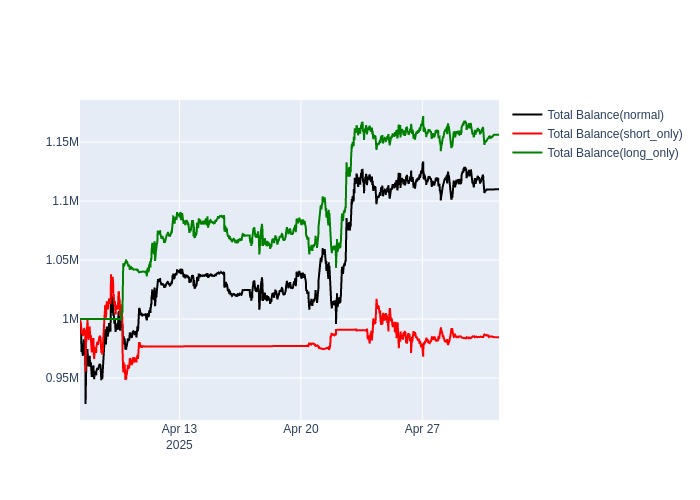 Total Balance(normal)
Total Balance(short_only)
Total Balance(long_only)
1.15M
1.1M
1.05M
1M
0.95M
Apr 13
2025
Apr 20
Apr 27